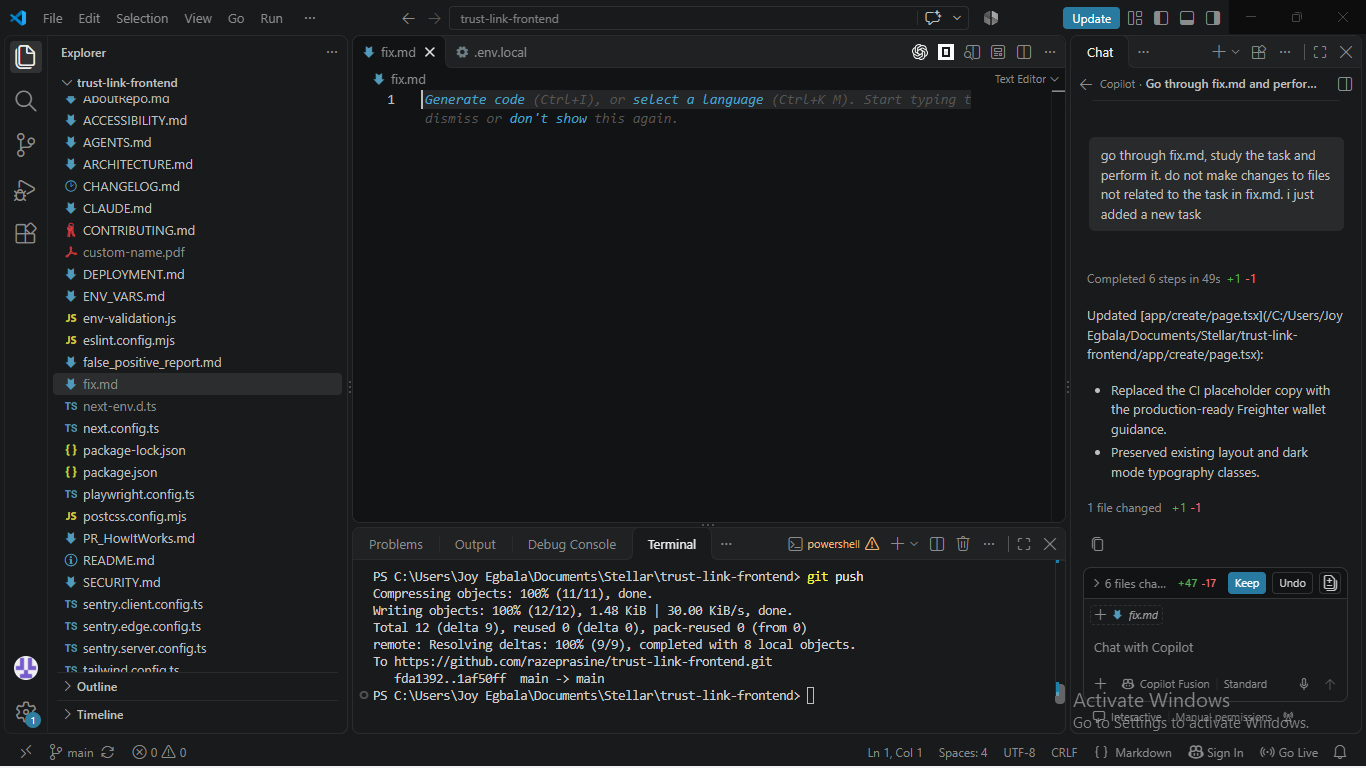 File Edit Selection View Go Run ···
trust-link-frontend
Update
Explorer
trust-link-frontend
AboutRepo.md
ACCESSIBILITY.md
AGENTS.md
ARCHITECTURE.md
CHANGELOG.md
CLAUDE.md
CONTRIBUTING.md
custom-name.pdf
DEPLOYMENT.md
ENV_VARS.md
JS env-validation.js
JS eslint.config.mjs
false_positive_report.md
fix.md
TS next-env.d.ts
TS next.config.ts
{} package-lock.json
{} package.json
TS playwright.config.ts
JS postcss.config.mjs
PR_HowItWorks.md
README.md
SECURITY.md
TS sentry.client.config.ts
TS sentry.edge.config.ts
TS sentry.server.config.ts
TS tailwind.config.ts
Outline
Timeline
1
fix.md .env.local
fix.md
Text Editor
1 Generate code (Ctrl+I), or select a language (Ctrl+K M). Start typing t
dismiss or don't show this again.
Problems Output Debug Console Terminal ··· powershell
PS C:\Users\Joy Egbala\Documents\Stellar\trust-link-frontend> git push
Compressing objects: 100% (11/11), done.
Writing objects: 100% (12/12), 1.48 KiB | 30.00 KiB/s, done.
Total 12 (delta 9), reused 0 (delta 0), pack-reused 0 (from 0)
remote: Resolving deltas: 100% (9/9), completed with 8 local objects.
To https://github.com/razeprasine/trust-link-frontend.git
fda1392..1af50ff main -> main
PS C:\Users\Joy Egbala\Documents\Stellar\trust-link-frontend>
Chat
Copilot · Go through fix.md and perfor...
go through fix.md, study the task and
perform it. do not make changes to files
not related to the task in fix.md. i just
added a new task
Completed 6 steps in 49s +1 -1
Updated [app/create/page.tsx](/C:/Users/Joy
Egbala/Documents/Stellar/trust-link-
frontend/app/create/page.tsx):
• Replaced the CI placeholder copy with
the production-ready Freighter wallet
guidance.
• Preserved existing layout and dark
mode typography classes.
1 file changed +1 -1
6 files cha... +47 -17 Keep Undo
fix.md
Chat with Copilot
Copilot Fusion Standard
Interactive Manual permissions
Activate Windows
Go to Settings to activate Windows.
main 0 0
Ln 1, Col 1 Spaces: 4 UTF-8 CRLF {} Markdown Sign In Go Live